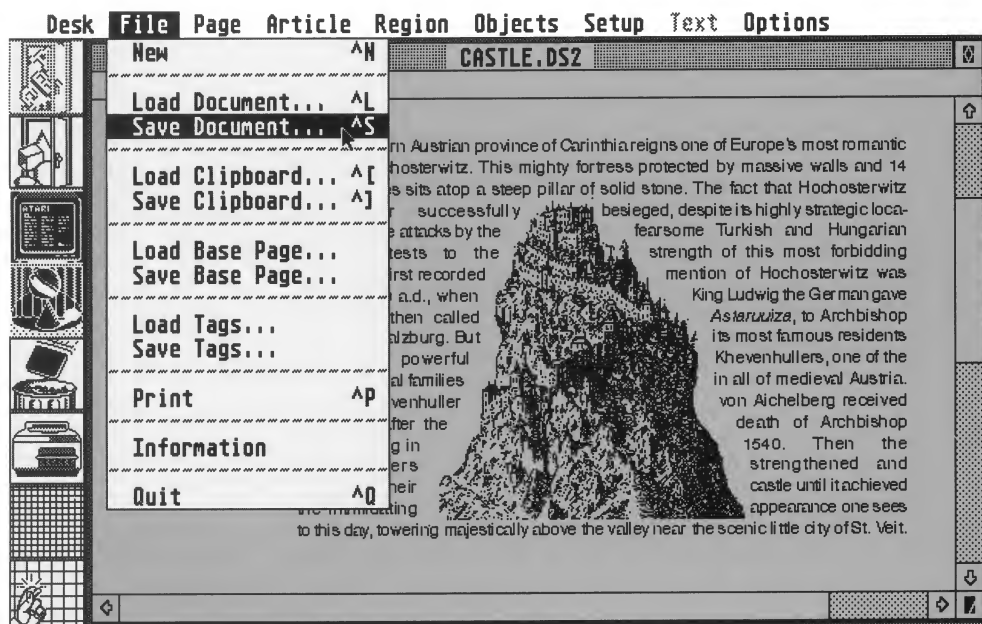 Desk File Page Article Region Objects Setup Text Options
CASTLE.DS2
New ^N
Load Document... ^L
Save Document... ^S
Load Clipboard... ^[
Save Clipboard... ^]
Load Base Page...
Save Base Page...
Load Tags...
Save Tags...
Print ^P
Information
Quit ^Q
ATARI
rn Austrian province of Carinthia reigns one of Europe's most romantic
hosterwitz. This mighty fortress protected by massive walls and 14
s sits atop a steep pillar of solid stone. The fact that Hochosterwitz
r successfully besieged, despite its highly strategic loca-
e attacks by the fearsome Turkish and Hungarian
tests to the strength of this most forbidding
irst recorded mention of Hochosterwitz was
a.d., when King Ludwig the German gave
then called Astaruuiza, to Archbishop
alzburg. But its most famous residents
powerful Khevenhullers, one of the
al families in all of medieval Austria.
venhuller von Aichelberg received
fter the death of Archbishop
g in 1540. Then the
ers strengthened and
heir castle until it achieved
the intimidating appearance one sees
to this day, towering majestically above the valley near the scenic little city of St. Veit.